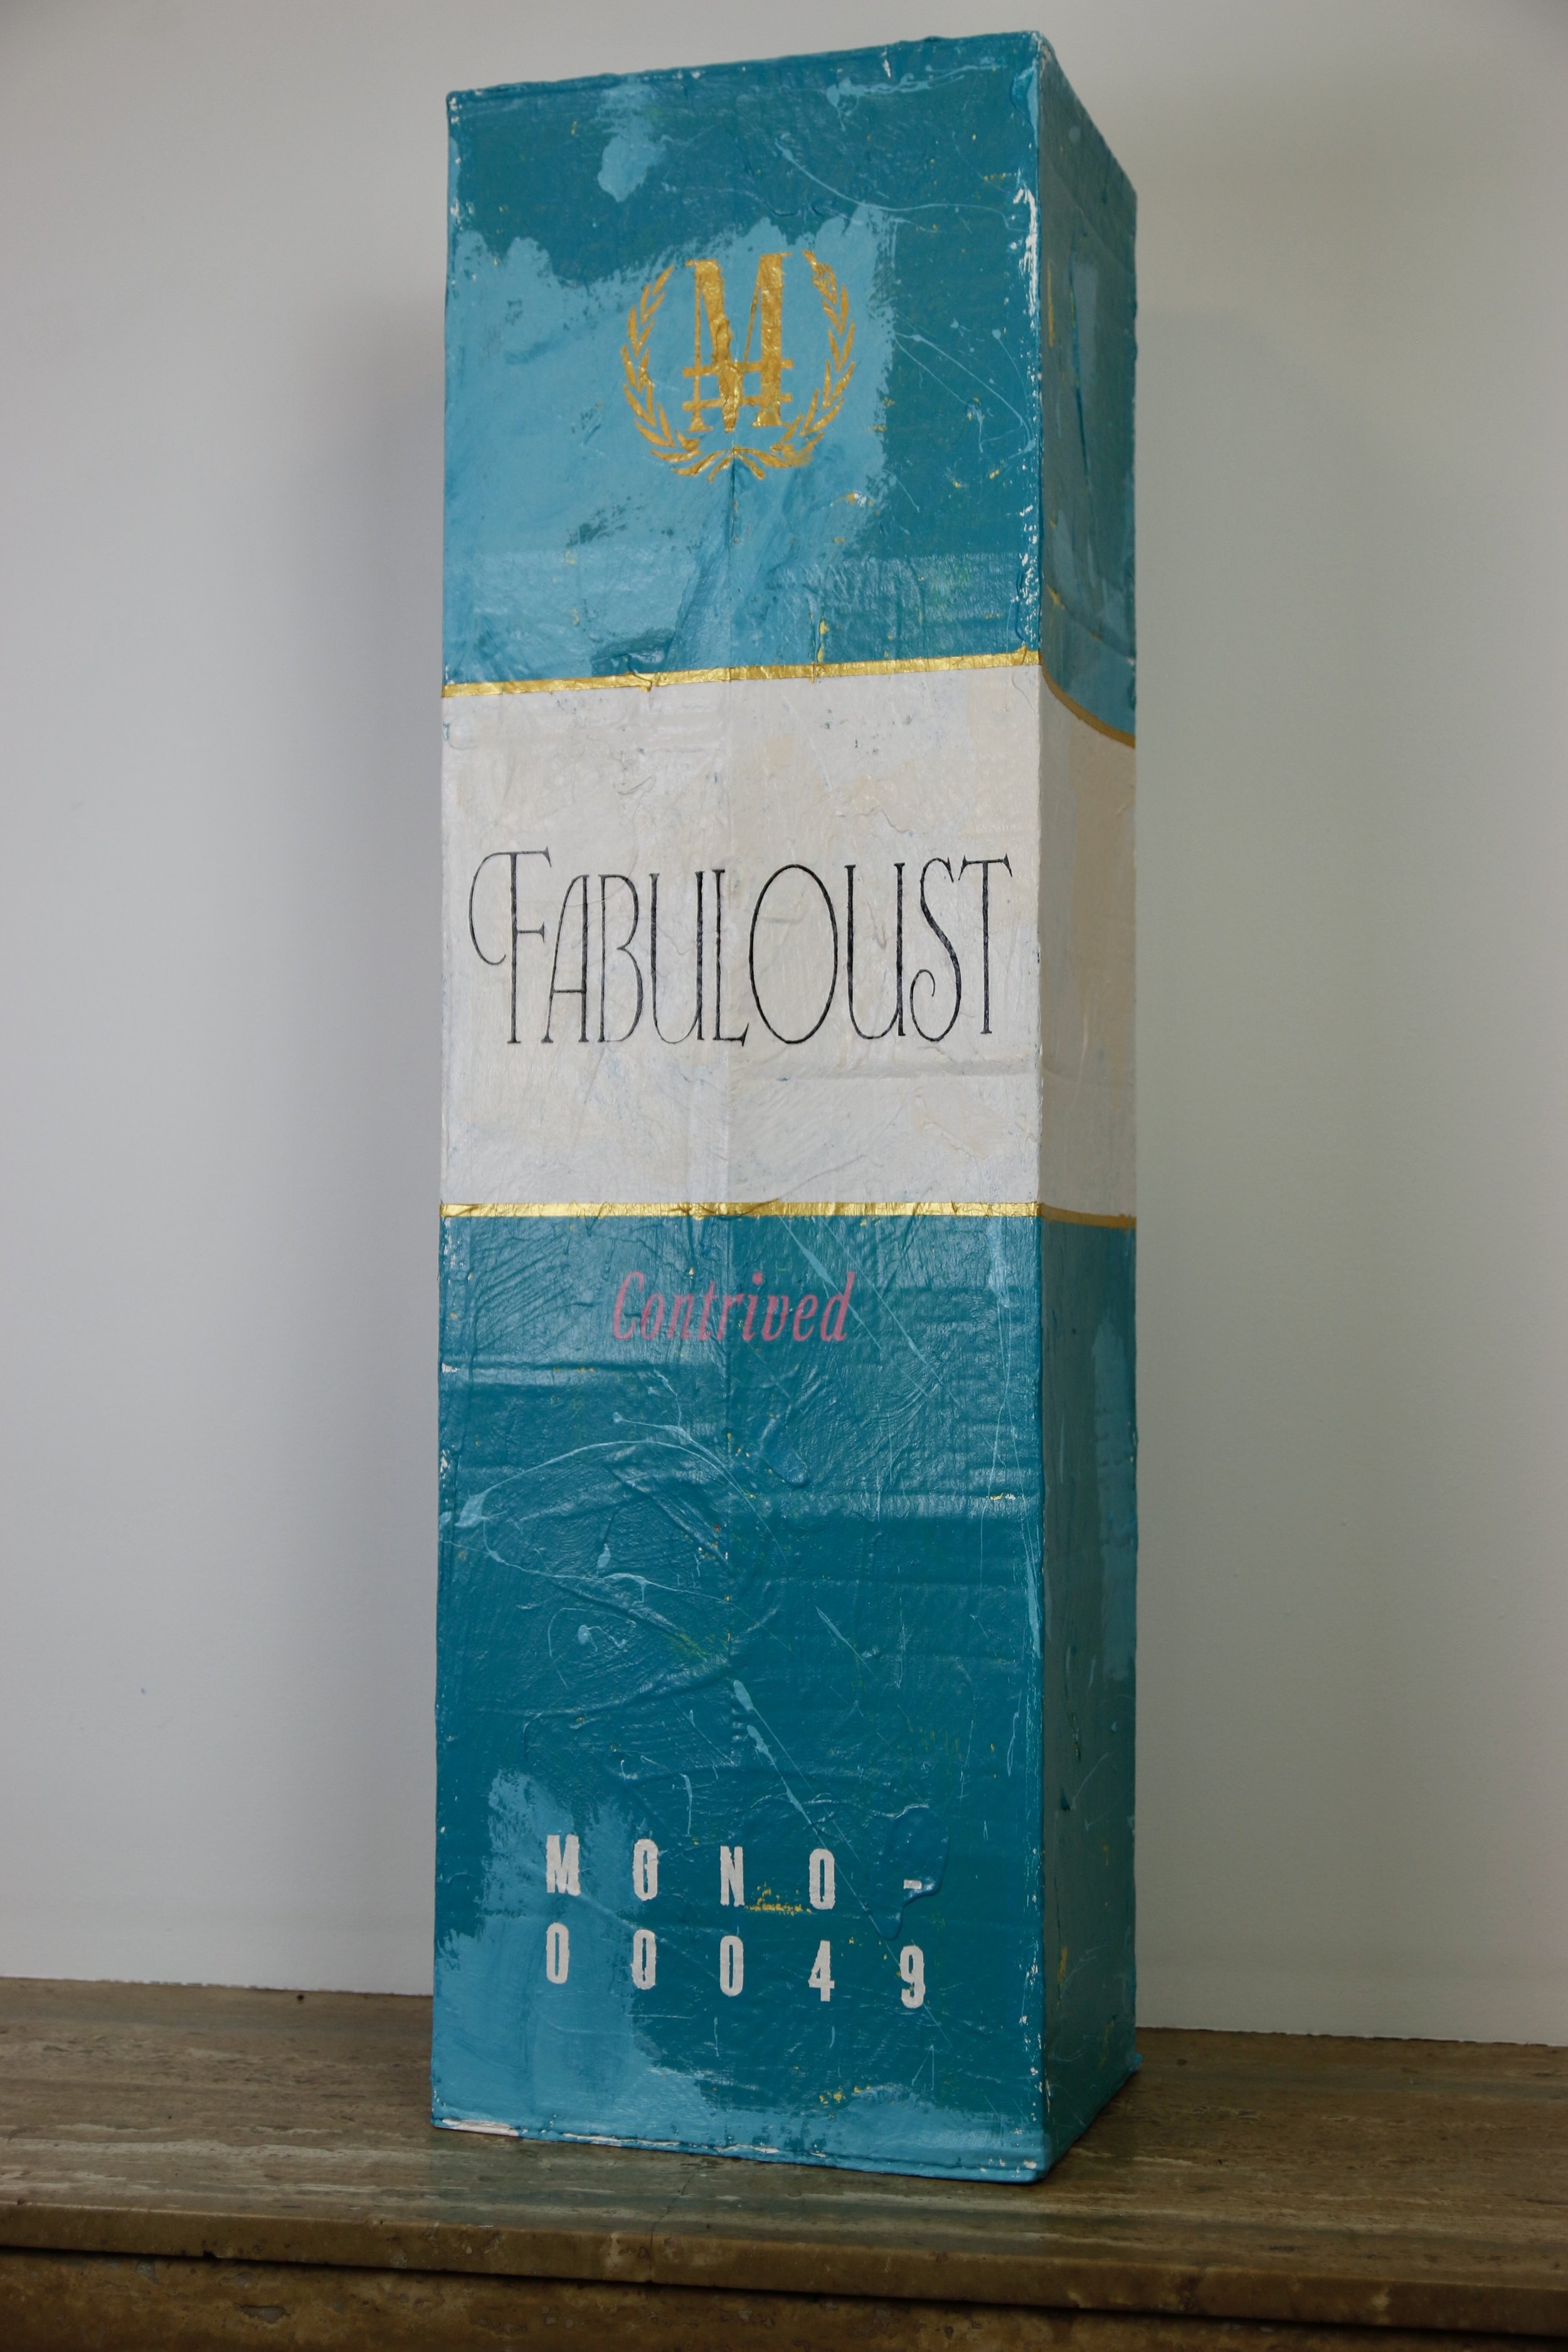 M
FABULOUST
Contrived
MONO-
00049